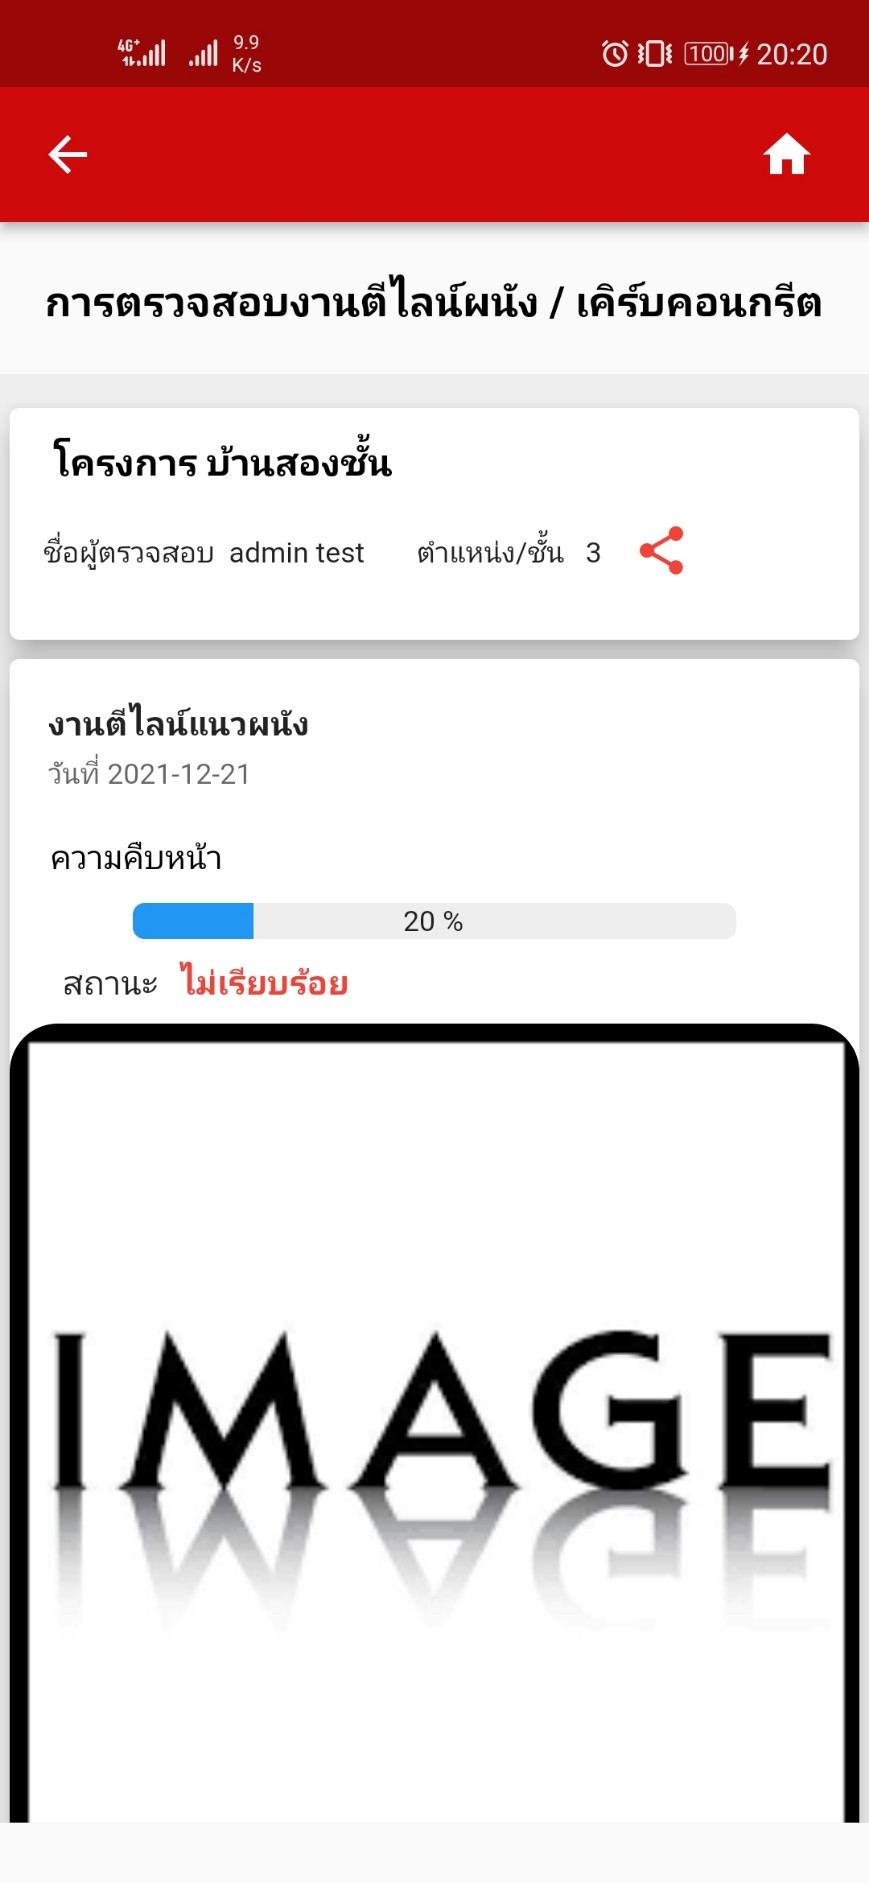 4G+ 9.9 K/s 100 20:20
การตรวจสอบงานตีไลน์ผนัง / เคิร์บคอนกรีต
โครงการ บ้านสองชั้น
ชื่อผู้ตรวจสอบ admin test ตำแหน่ง/ชั้น 3
งานตีไลน์แนวผนัง
วันที่ 2021-12-21
ความคืบหน้า
20 %
สถานะ ไม่เรียบร้อย
IMAGE